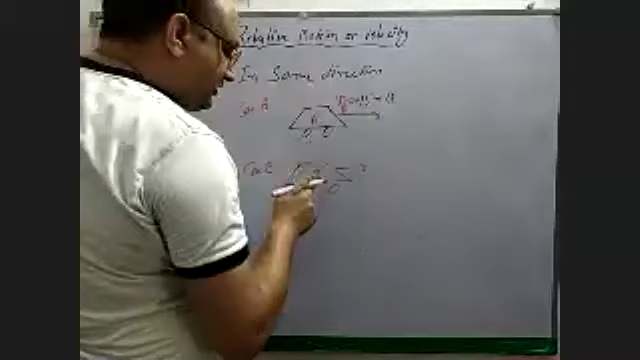 Relative Motion or velocity
In Same direction
Car A
A
Car B